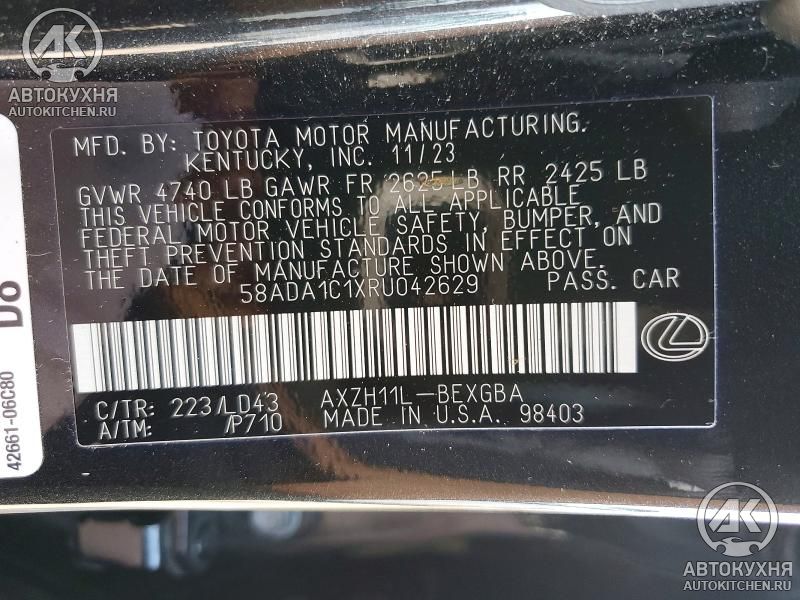 АК
АВТОКУХНЯ
AUTOKITCHEN.RU
MFD. BY: TOYOTA MOTOR MANUFACTURING.
KENTUCKY, INC. 11/23
GVWR 4740 LB GAWR FR 2625 LB RR 2425 LB
THIS VEHICLE CONFORMS TO ALL APPLICABLE
FEDERAL MOTOR VEHICLE SAFETY, BUMPER, AND
THEFT PREVENTION STANDARDS IN EFFECT ON
THE DATE OF MANUFACTURE SHOWN ABOVE.
58ADA1C1XRU042629 PASS. CAR
C/TR: 223/LD43 AXZH11L-BEXGBA
A/TM: /P710 MADE IN U.S.A. 98403
42661-06C80
D6
АК
АВТОКУХНЯ
AUTOKITCHEN.RU